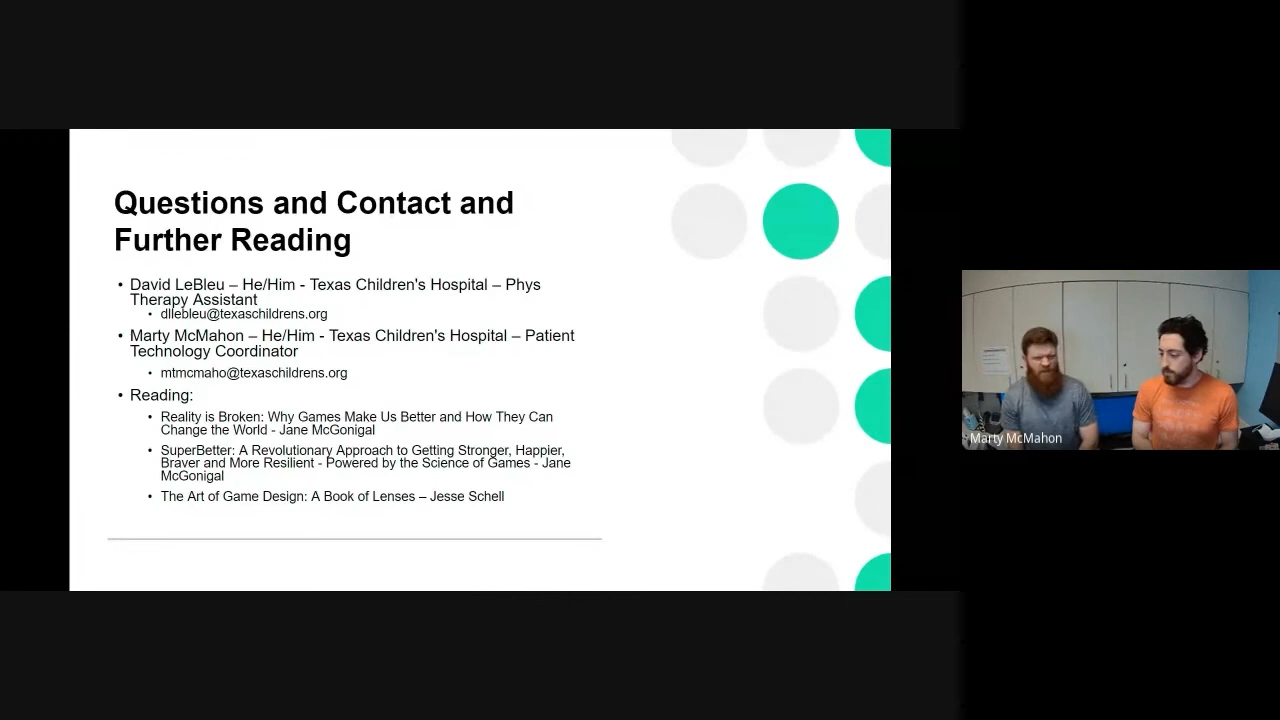 Questions and Contact and
Further Reading
• David LeBleu – He/Him - Texas Children's Hospital – Phys
Therapy Assistant
• dllebleu@texaschildrens.org
• Marty McMahon – He/Him - Texas Children's Hospital – Patient
Technology Coordinator
• mtmcmaho@texaschildrens.org
• Reading:
• Reality is Broken: Why Games Make Us Better and How They Can
Change the World - Jane McGonigal
• SuperBetter: A Revolutionary Approach to Getting Stronger, Happier,
Braver and More Resilient - Powered by the Science of Games - Jane
McGonigal
• The Art of Game Design: A Book of Lenses – Jesse Schell
Marty McMahon